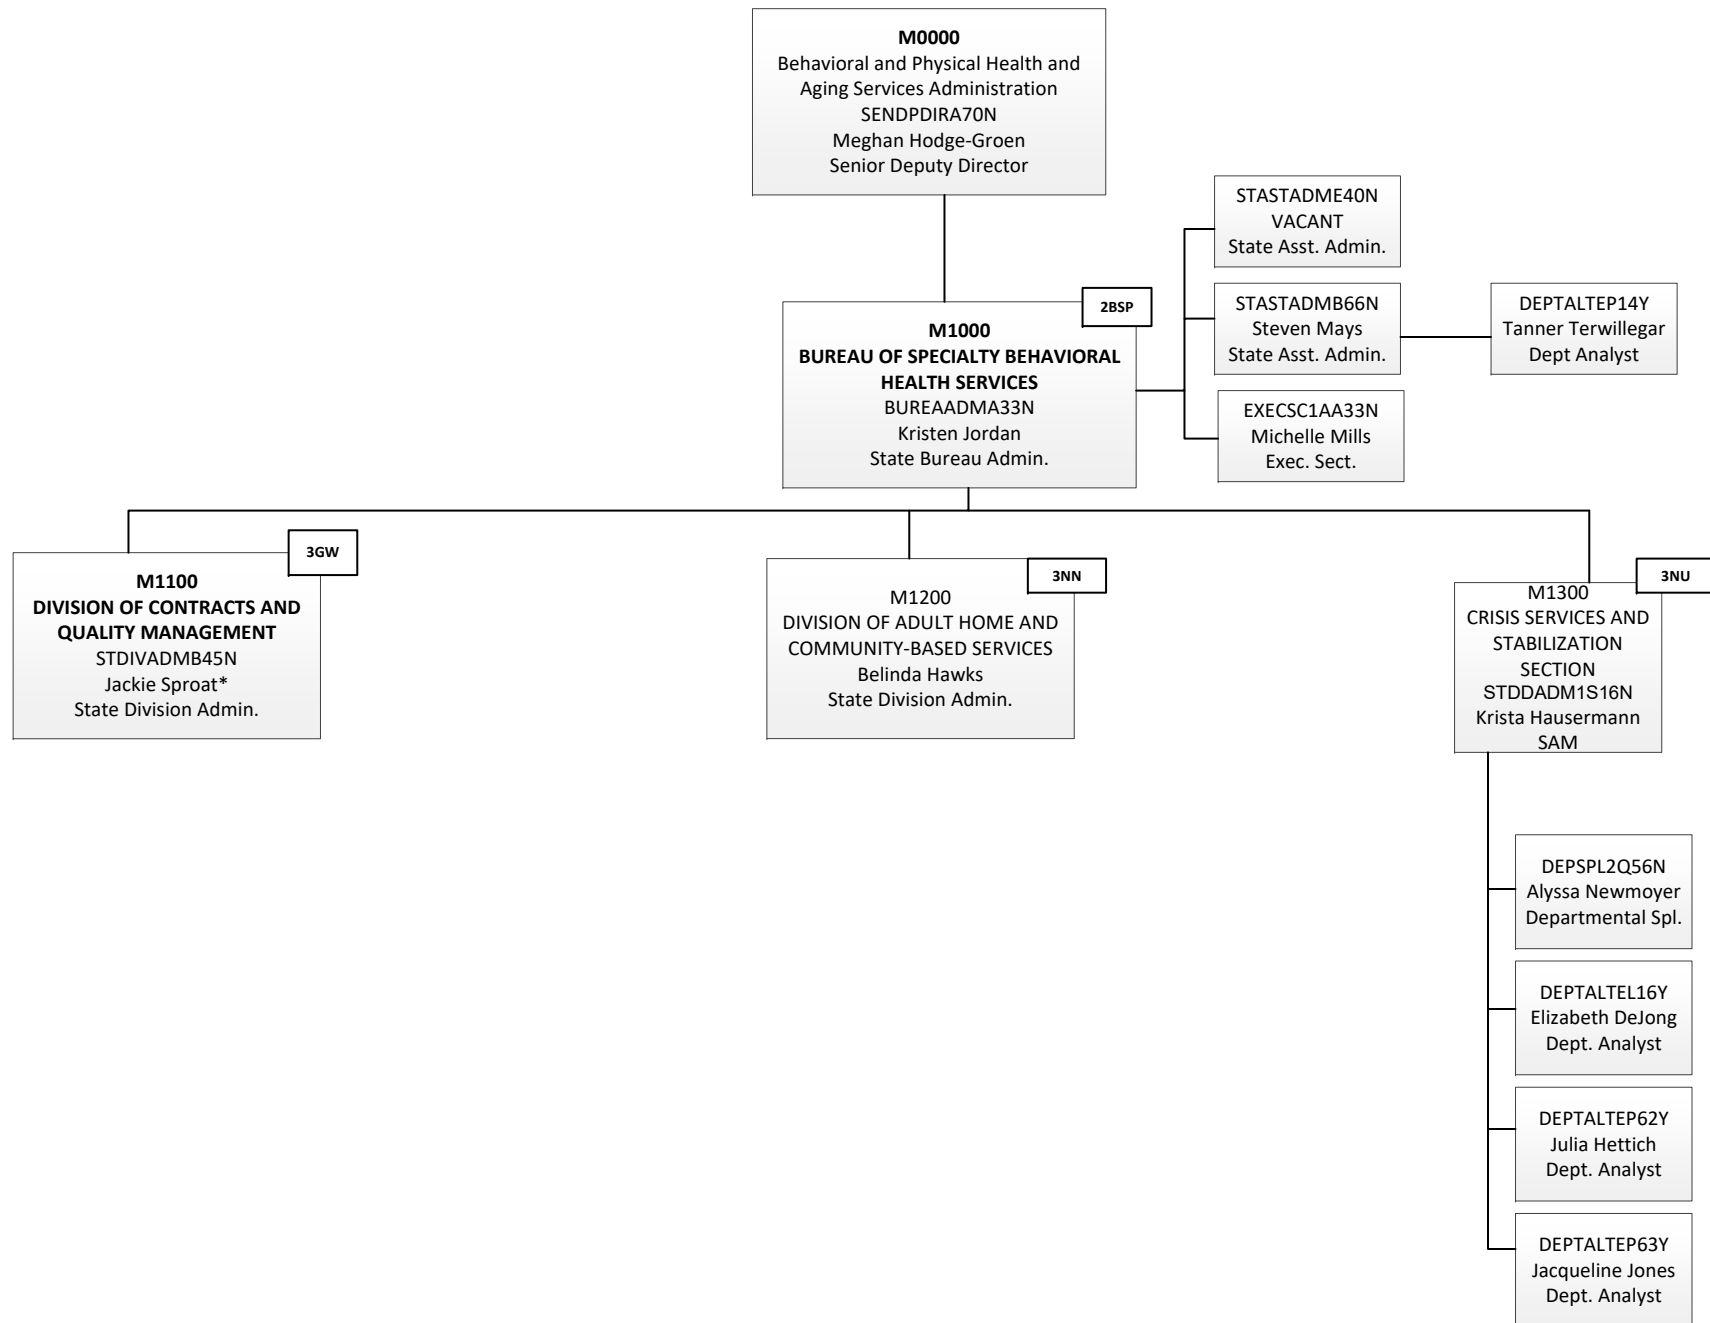 M0000
Behavioral and Physical Health and
Aging Services Administration
SENDPDIRA70N
Meghan Hodge-Groen
Senior Deputy Director
STASTADME40N
VACANT
State Asst. Admin.
2BSP
M1000
BUREAU OF SPECIALTY BEHAVIORAL
HEALTH SERVICES
BUREAADMA33N
Kristen Jordan
State Bureau Admin.
STASTADMB66N
Steven Mays
State Asst. Admin.
DEPTALTEP14Y
Tanner Terwillegar
Dept Analyst
EXECSC1AA33N
Michelle Mills
Exec. Sect.
3GW
M1100
DIVISION OF CONTRACTS AND
QUALITY MANAGEMENT
STDIVADMB45N
Jackie Sproat*
State Division Admin.
3NN
M1200
DIVISION OF ADULT HOME AND
COMMUNITY-BASED SERVICES
Belinda Hawks
State Division Admin.
3NU
M1300
CRISIS SERVICES AND
STABILIZATION
SECTION
STDDADM1S16N
Krista Hausermann
SAM
DEPSPL2Q56N
Alyssa Newmoyer
Departmental Spl.
DEPTALTEL16Y
Elizabeth DeJong
Dept. Analyst
DEPTALTEP62Y
Julia Hettich
Dept. Analyst
DEPTALTEP63Y
Jacqueline Jones
Dept. Analyst